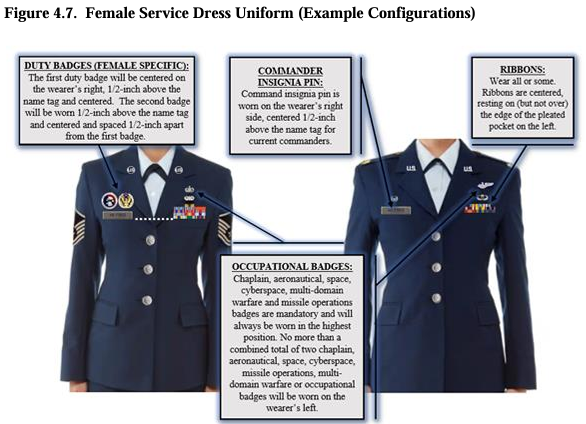 Figure 4.7.  Female Service Dress Uniform (Example Configurations)
DUTY BADGES (FEMALE SPECIFIC):
The first duty badge will be centered on
the wearer's right, 1/2-inch above the
name tag and centered.  The second badge
will be worn 1/2-inch above the name tag
and centered and spaced 1/2-inch apart
from the first badge.
COMMANDER
INSIGNIA PIN:
Command insignia pin is
worn on the wearer's right
side, centered 1/2-inch
above the name tag for
current commanders.
RIBBONS:
Wear all or some.
Ribbons are centered,
resting on (but not over)
the edge of the pleated
pocket on the left.
OCCUPATIONAL BADGES:
Chaplain, aeronautical, space,
cyberspace, multi-domain
warfare and missile operations
badges are mandatory and will
always be worn in the highest
position. No more than a
combined total of two chaplain,
aeronautical, space, cyberspace,
missile operations, multi-
domain warfare or occupational
badges will be worn on the
wearer's left.